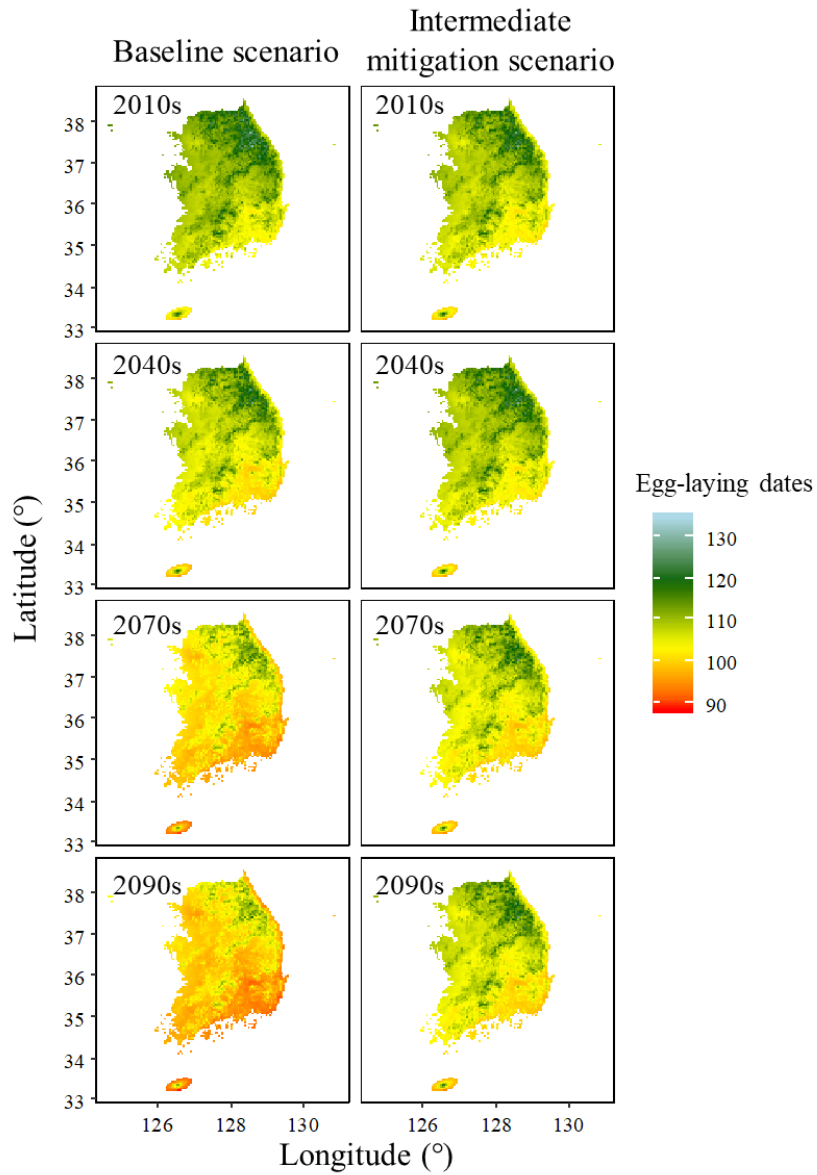 Baseline scenario
Intermediate
mitigation scenario
2010s
2010s
38
37
36
35
34
33
2040s
2040s
38
37
36
35
34
33
2070s
2070s
38
37
36
35
34
33
2090s
2090s
38
37
36
35
34
33
Latitude (°)
126 128 130
126 128 130
Longitude (°)
Egg-laying dates
130
120
110
100
90